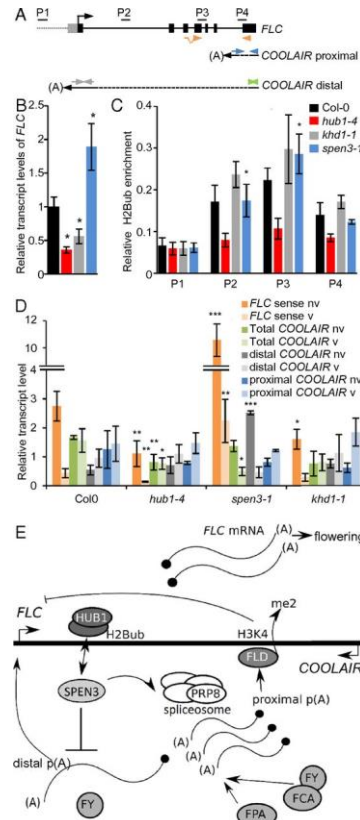 A
P1 P2 P3 P4
FLC
(A) COOLAIR proximal
(A) COOLAIR distal
B
Relative transcript levels of FLC
2.5
2
1.5
1
0.5
0
*
*
*
C
Relative H2Bub enrichment
0.4
0.3
0.2
0.1
0.0
* *
P1 P2 P3 P4
Col-0
hub1-4
khd1-1
spen3-1
D
Relative transcript level
12
10
4
2
0
FLC sense nv
FLC sense v
Total COOLAIR nv
Total COOLAIR v
distal COOLAIR nv
distal COOLAIR v
proximal COOLAIR nv
proximal COOLAIR v
** ** ** *
*** ** * ***
*
Col0 hub1-4 spen3-1 khd1-1
E
FLC mRNA
(A)
(A)
flowering
me2
FLC
HUB1
H2Bub
H3K4
FLD
COOLAIR
SPEN3
PRP8
spliceosome
proximal p(A)
distal p(A)
(A)
(A)
(A)
(A)
FY
FY
FCA
FPA